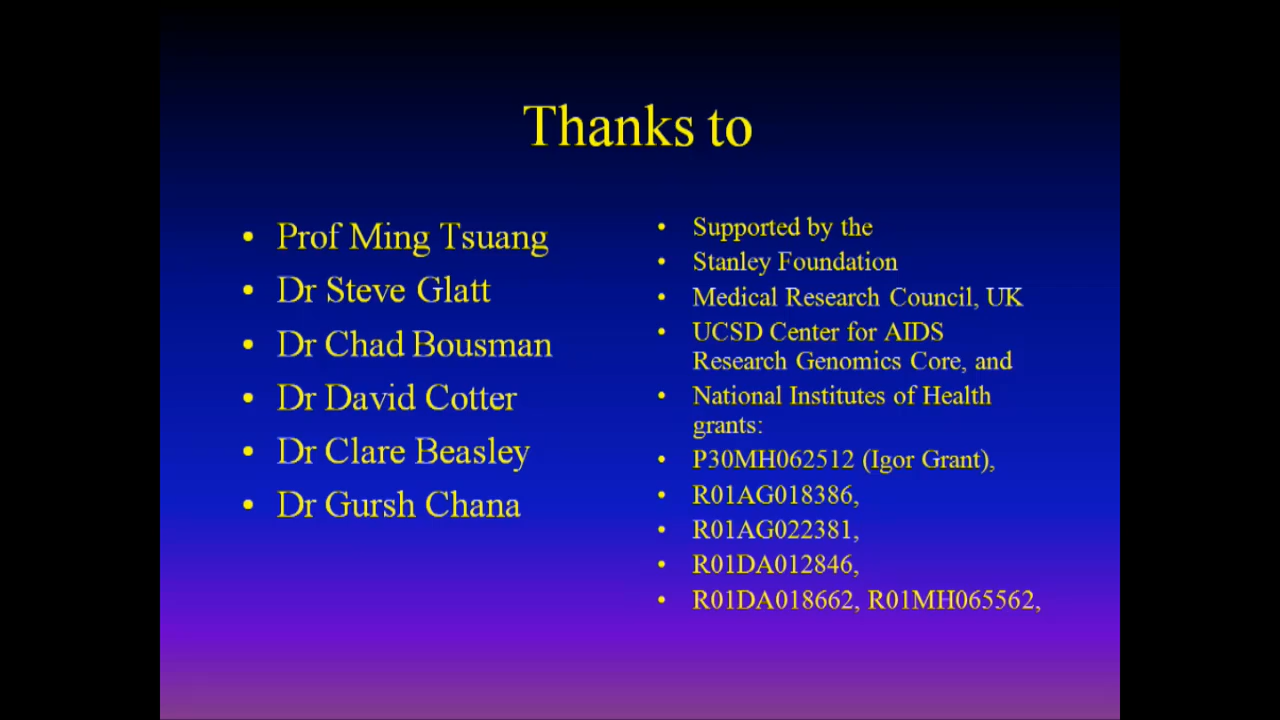 Thanks to
• Prof Ming Tsuang
• Dr Steve Glatt
• Dr Chad Bousman
• Dr David Cotter
• Dr Clare Beasley
• Dr Gursh Chana
• Supported by the
• Stanley Foundation
• Medical Research Council, UK
• UCSD Center for AIDS
Research Genomics Core, and
• National Institutes of Health
grants:
• P30MH062512 (Igor Grant),
• R01AG018386,
• R01AG022381,
• R01DA012846,
• R01DA018662, R01MH065562,